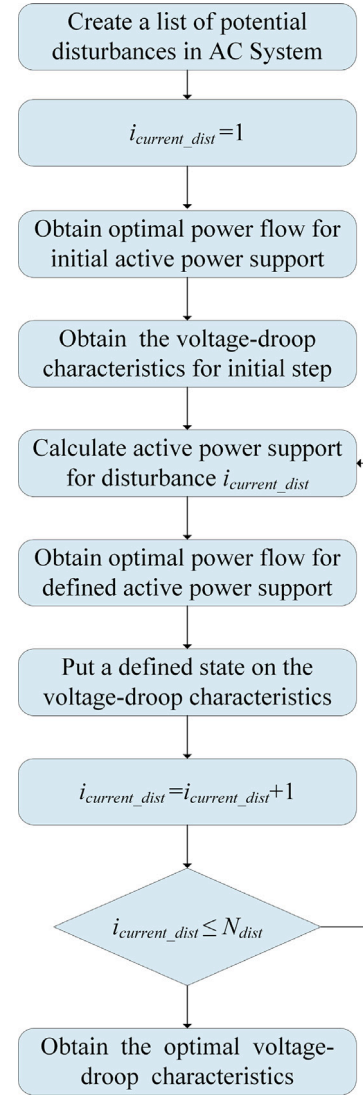 Create a list of potential
disturbances in AC System
i_current_dist=1
Obtain optimal power flow for
initial active power support
Obtain the voltage-droop
characteristics for initial step
Calculate active power support
for disturbance i_current_dist
Obtain optimal power flow for
defined active power support
Put a defined state on the
voltage-droop characteristics
i_current_dist=i_current_dist+1
i_current_dist ≤ N_dist
Obtain the optimal voltage-
droop characteristics